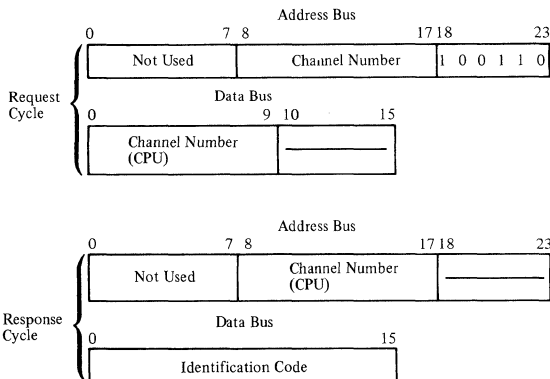 Address Bus
0 7 8 17 18 23
Not Used Channel Number 1 0 0 1 1 0
Request
Cycle
Data Bus
0 9 10 15
Channel Number
(CPU)
Address Bus
0 7 8 17 18 23
Not Used Channel Number
(CPU)
Response
Cycle
Data Bus
0 15
Identification Code